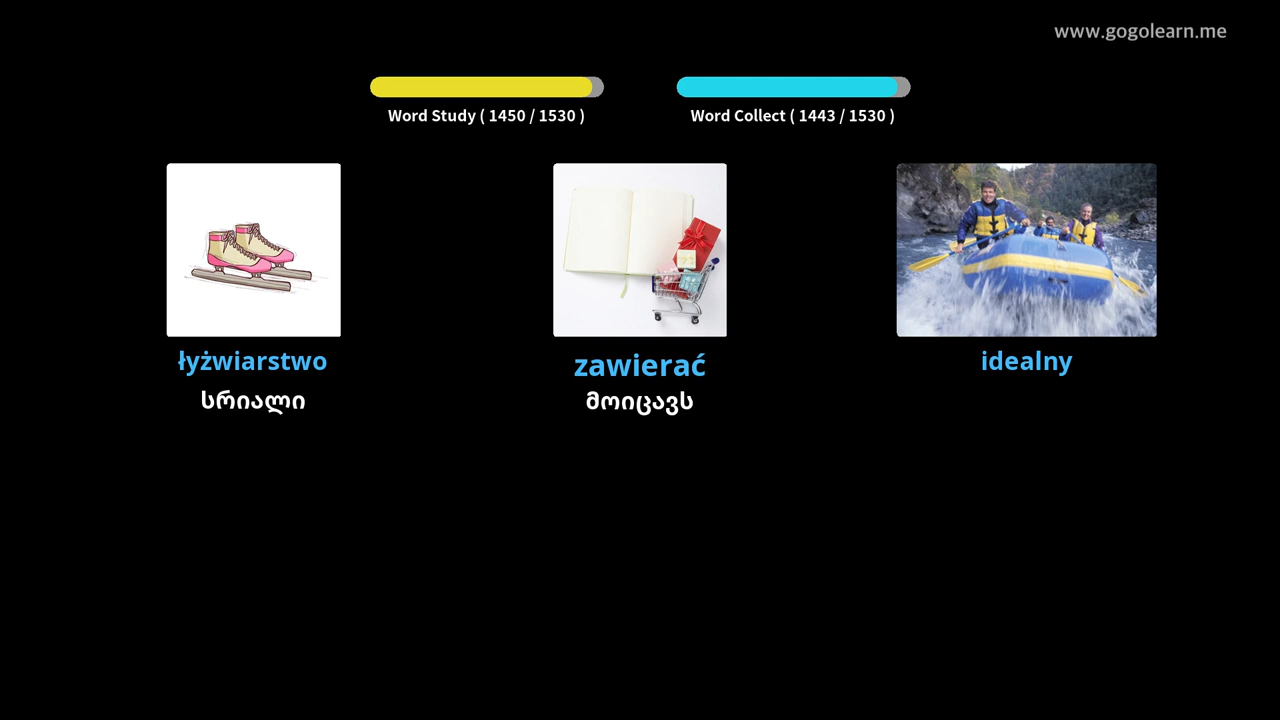 www.gogolearn.me
Word Study ( 1450 / 1530 )
Word Collect ( 1443 / 1530 )
łyżwiarstwo
სრიალი
zawierać
მოიცავს
idealny